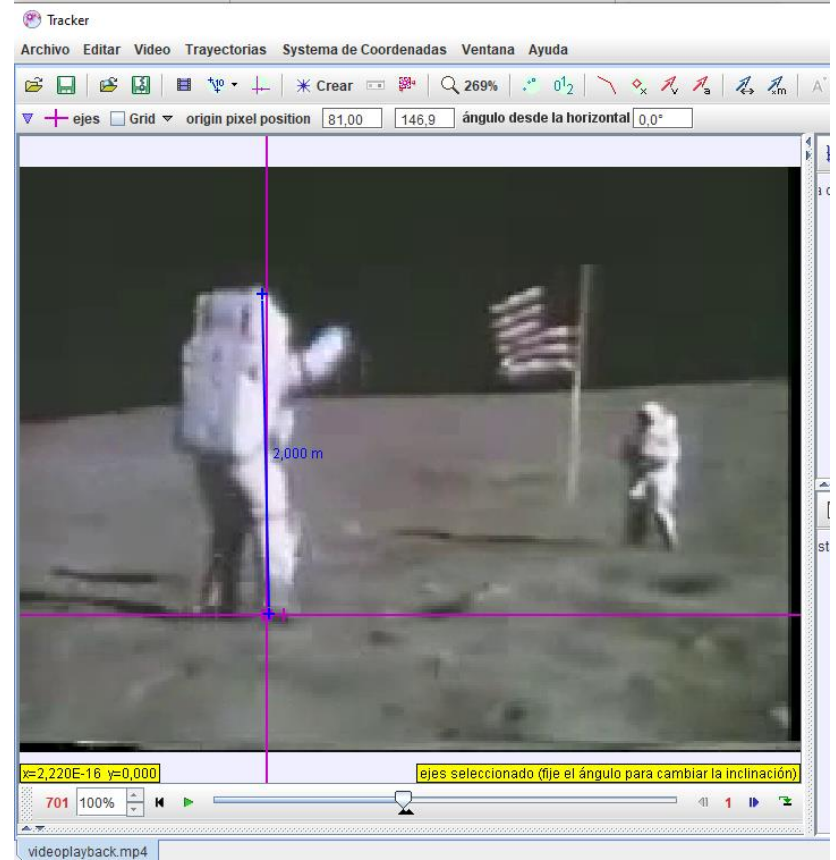 Tracker
Archivo Editar Video Trayectorias Systema de Coordenadas Ventana Ayuda
Crear 269%
ejes Grid origin pixel position 81,00 146,9 ángulo desde la horizontal 0,0°
2,000 m
x=2,220E-16 y=0,000 ejes seleccionado (fije el ángulo para cambiar la inclinación)
701 100% 1
videoplayback.mp4